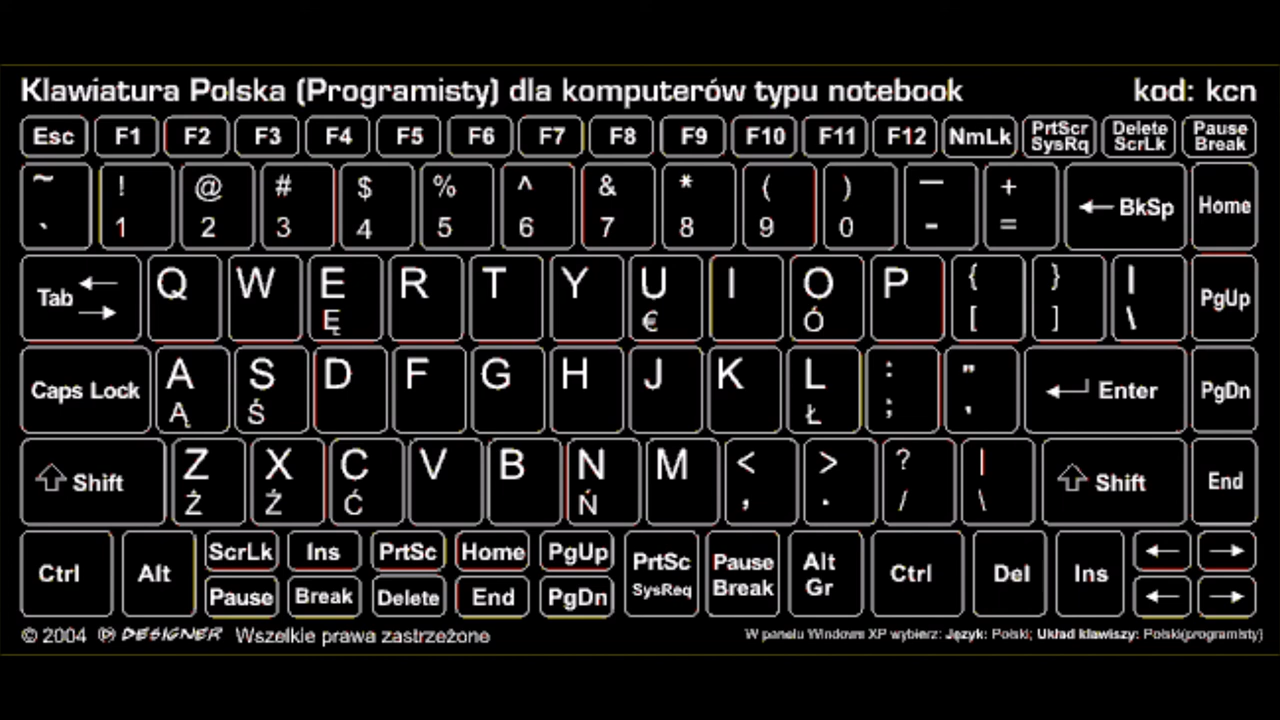 Klawiatura Polska (Programisty) dla komputerów typu notebook kod: kcn
Esc F1 F2 F3 F4 F5 F6 F7 F8 F9 F10 F11 F12 NmLk PrtScr SysRq Delete ScrLk Pause Break
~ ! @ # $ % ^ & * ( ) — +
` 1 2 3 4 5 6 7 8 9 0 - = ← BkSp Home
Tab ← → Q W E R T Y U I O P { } | PgUp
Ę € Ó [ ] \
Caps Lock A S D F G H J K L : " ← Enter PgDn
Ą Ś Ł ; '
⇧ Shift Z X C V B N M < > ? | ⇧ Shift End
Ż Ź Ć Ń , . / \
Ctrl Alt ScrLk Ins PrtSc Home PgUp PrtSc SysReq Pause Break Alt Gr Ctrl Del Ins ← →
Pause Break Delete End PgDn ← →
© 2004 DESIGNER Wszelkie prawa zastrzeżone W panelu Windows XP wybierz: Język: Polski; Układ klawiszy: Polski(programisty)